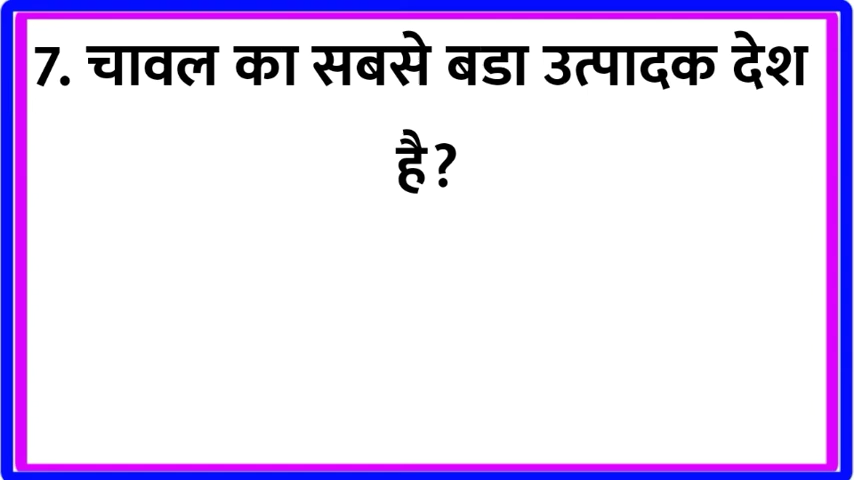 7. चावल का सबसे बडा उत्पादक देश
है?